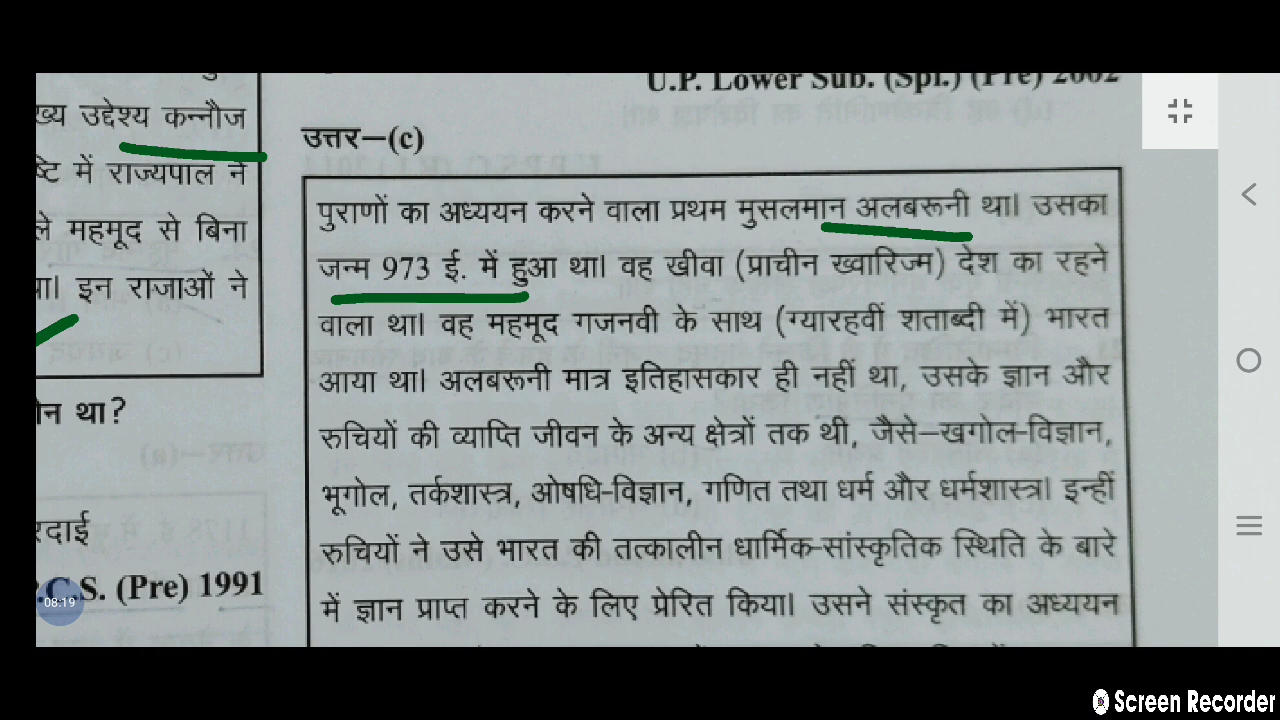 ख्य उद्देश्य कन्नौज
ष्टि में राज्यपाल ने
ले महमूद से बिना
था। इन राजाओं ने
था?
रदाई
.C.S. (Pre) 1991
08:19
U.P. Lower Sub. (Spl.) (Pre) 2002
उत्तर–(c)
पुराणों का अध्ययन करने वाला प्रथम मुसलमान अलबरूनी था। उसका
जन्म 973 ई. में हुआ था। वह खीवा (प्राचीन ख्वारिज्म) देश का रहने
वाला था। वह महमूद गजनवी के साथ (ग्यारहवीं शताब्दी में) भारत
आया था। अलबरूनी मात्र इतिहासकार ही नहीं था, उसके ज्ञान और
रुचियों की व्याप्ति जीवन के अन्य क्षेत्रों तक थी, जैसे–खगोल-विज्ञान,
भूगोल, तर्कशास्त्र, ओषधि-विज्ञान, गणित तथा धर्म और धर्मशास्त्र। इन्हीं
रुचियों ने उसे भारत की तत्कालीन धार्मिक-सांस्कृतिक स्थिति के बारे
में ज्ञान प्राप्त करने के लिए प्रेरित किया। उसने संस्कृत का अध्ययन
Screen Recorder